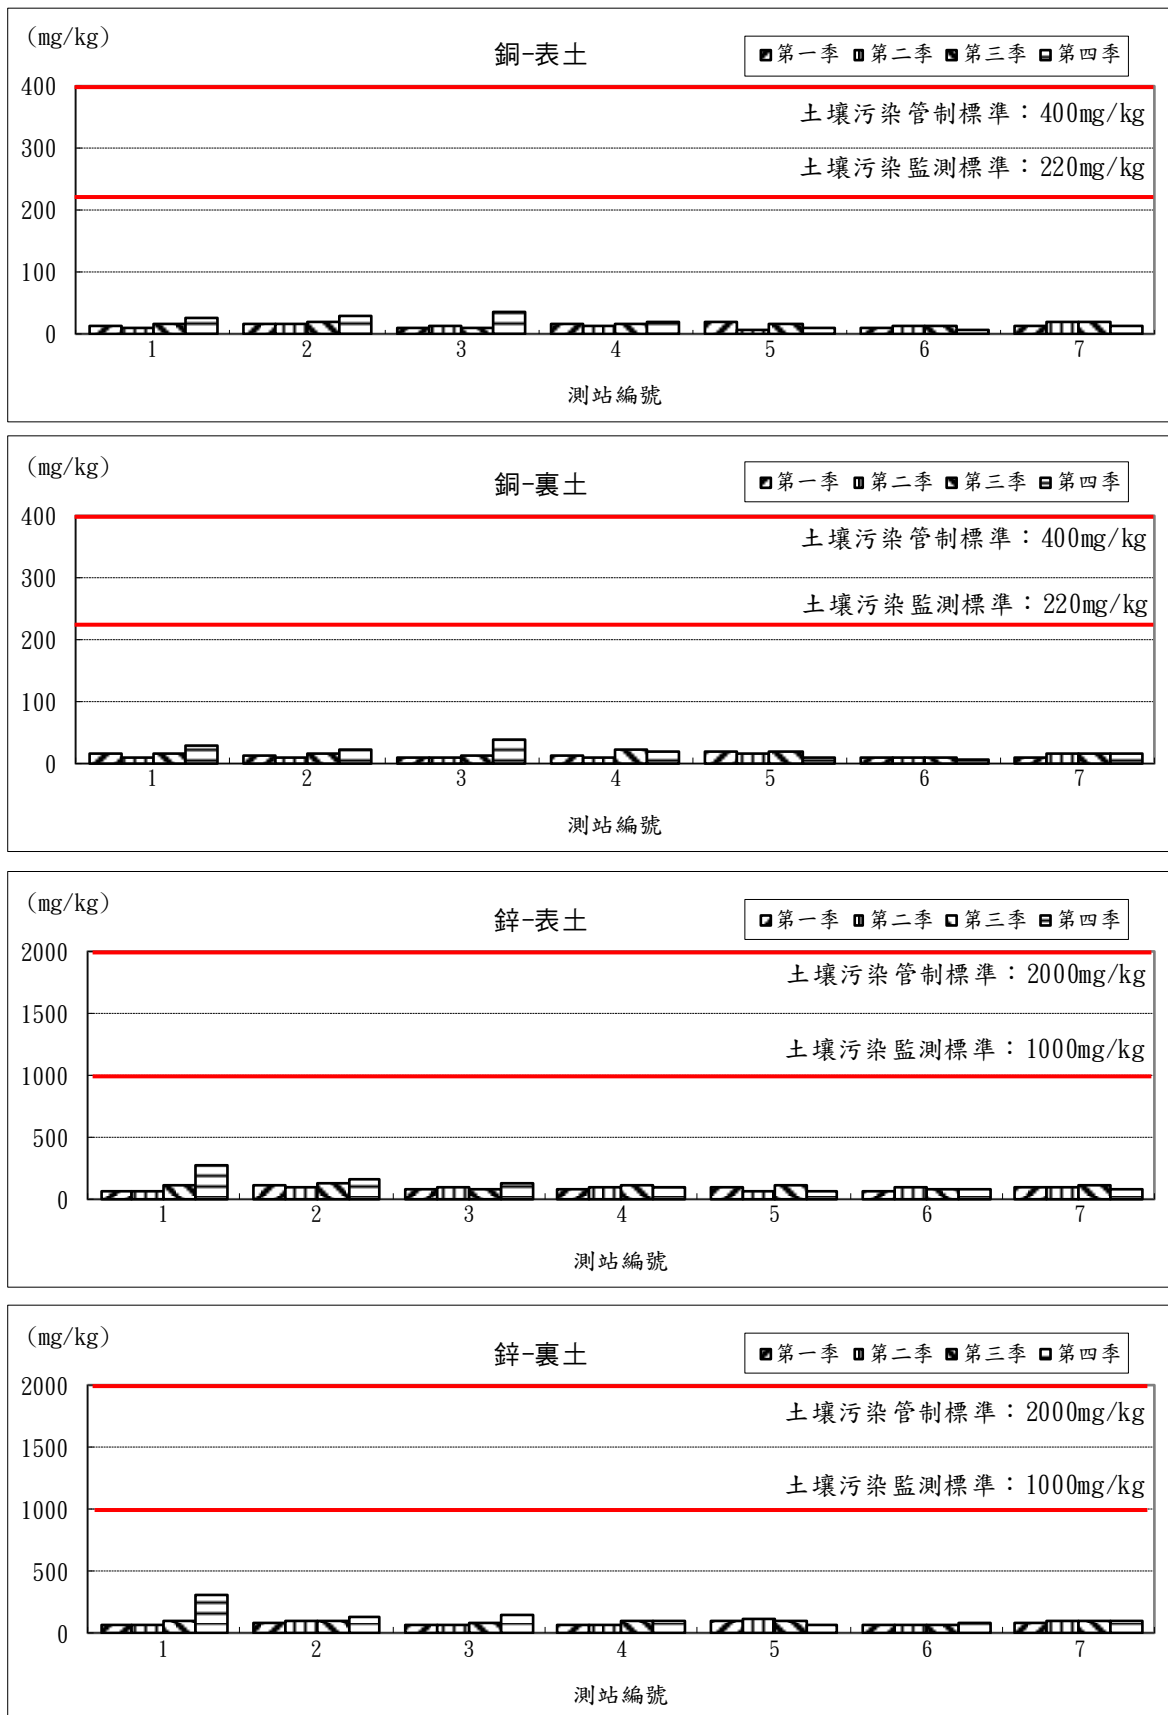 (mg/kg)
銅-表土
第一季 第二季 第三季 第四季
400
土壤污染管制標準：400mg/kg
300
土壤污染監測標準：220mg/kg
200
100
0
1 2 3 4 5 6 7
測站編號
(mg/kg)
銅-裏土
第一季 第二季 第三季 第四季
400
土壤污染管制標準：400mg/kg
300
土壤污染監測標準：220mg/kg
200
100
0
1 2 3 4 5 6 7
測站編號
(mg/kg)
鋅-表土
第一季 第二季 第三季 第四季
2000
土壤污染管制標準：2000mg/kg
1500
土壤污染監測標準：1000mg/kg
1000
500
0
1 2 3 4 5 6 7
測站編號
(mg/kg)
鋅-裏土
第一季 第二季 第三季 第四季
2000
土壤污染管制標準：2000mg/kg
1500
土壤污染監測標準：1000mg/kg
1000
500
0
1 2 3 4 5 6 7
測站編號